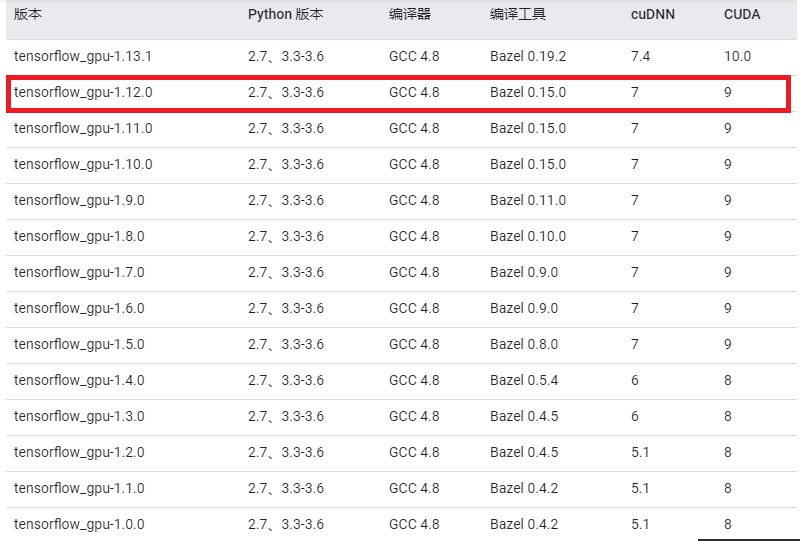 版本 Python 版本 编译器 编译工具 cuDNN CUDA
tensorflow_gpu-1.13.1 2.7、3.3-3.6 GCC 4.8 Bazel 0.19.2 7.4 10.0
tensorflow_gpu-1.12.0 2.7、3.3-3.6 GCC 4.8 Bazel 0.15.0 7 9
tensorflow_gpu-1.11.0 2.7、3.3-3.6 GCC 4.8 Bazel 0.15.0 7 9
tensorflow_gpu-1.10.0 2.7、3.3-3.6 GCC 4.8 Bazel 0.15.0 7 9
tensorflow_gpu-1.9.0 2.7、3.3-3.6 GCC 4.8 Bazel 0.11.0 7 9
tensorflow_gpu-1.8.0 2.7、3.3-3.6 GCC 4.8 Bazel 0.10.0 7 9
tensorflow_gpu-1.7.0 2.7、3.3-3.6 GCC 4.8 Bazel 0.9.0 7 9
tensorflow_gpu-1.6.0 2.7、3.3-3.6 GCC 4.8 Bazel 0.9.0 7 9
tensorflow_gpu-1.5.0 2.7、3.3-3.6 GCC 4.8 Bazel 0.8.0 7 9
tensorflow_gpu-1.4.0 2.7、3.3-3.6 GCC 4.8 Bazel 0.5.4 6 8
tensorflow_gpu-1.3.0 2.7、3.3-3.6 GCC 4.8 Bazel 0.4.5 6 8
tensorflow_gpu-1.2.0 2.7、3.3-3.6 GCC 4.8 Bazel 0.4.5 5.1 8
tensorflow_gpu-1.1.0 2.7、3.3-3.6 GCC 4.8 Bazel 0.4.2 5.1 8
tensorflow_gpu-1.0.0 2.7、3.3-3.6 GCC 4.8 Bazel 0.4.2 5.1 8